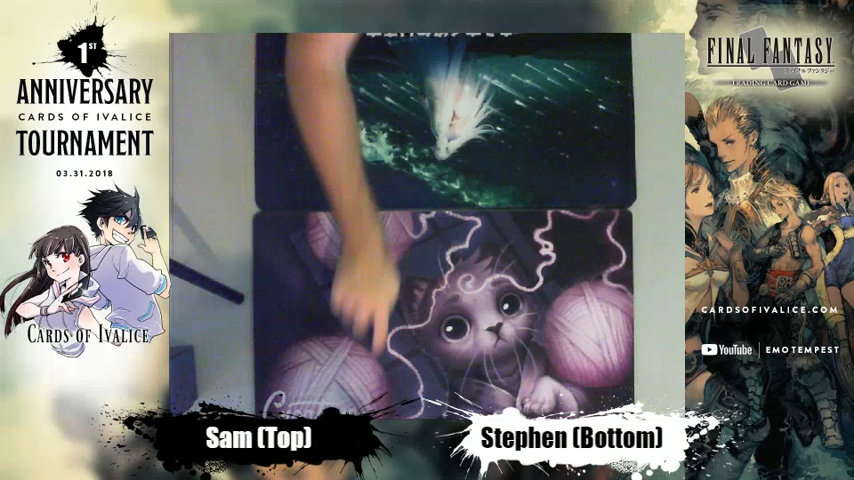 1ST
ANNIVERSARY
CARDS OF IVALICE
TOURNAMENT
03.31.2018
CARDS OF IVALICE
FINAL FANTASY
TRADING CARD GAME
CARDSOFIVALICE.COM
YouTube | EMOTEMPEST
Sam (Top)
Stephen (Bottom)